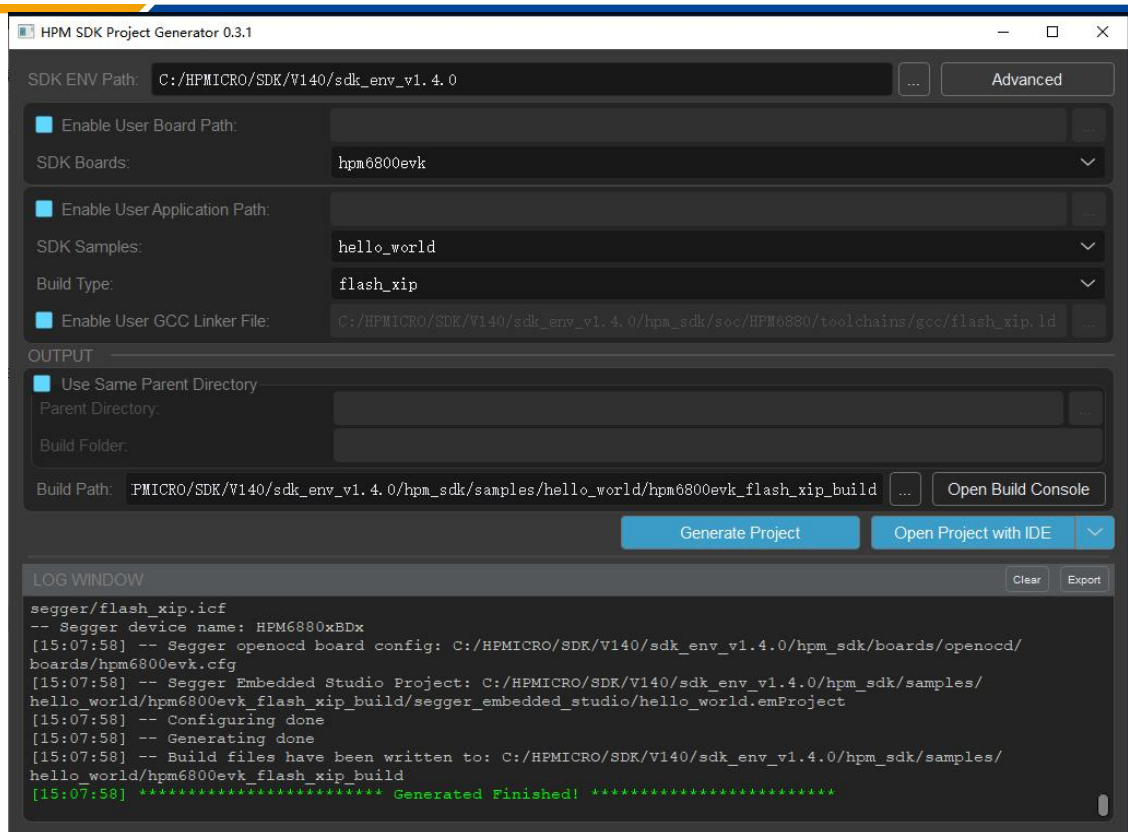 HPM SDK Project Generator 0.3.1
SDK ENV Path: C:/HPMICRO/SDK/V140/sdk_env_v1.4.0 ... Advanced
Enable User Board Path: ...
SDK Boards: hpm6800evk
Enable User Application Path: ...
SDK Samples: hello_world
Build Type: flash_xip
Enable User GCC Linker File: C:/HPMICRO/SDK/V140/sdk_env_v1.4.0/hpm_sdk/soc/HPM6880/toolchains/gcc/flash_xip.ld ...
OUTPUT
Use Same Parent Directory
Parent Directory: ...
Build Folder:
Build Path: PMICRO/SDK/V140/sdk_env_v1.4.0/hpm_sdk/samples/hello_world/hpm6800evk_flash_xip_build ... Open Build Console
Generate Project Open Project with IDE
LOG WINDOW Clear Export
segger/flash_xip.icf
-- Segger device name: HPM6880xBDx
[15:07:58] -- Segger openocd board config: C:/HPMICRO/SDK/V140/sdk_env_v1.4.0/hpm_sdk/boards/openocd/
boards/hpm6800evk.cfg
[15:07:58] -- Segger Embedded Studio Project: C:/HPMICRO/SDK/V140/sdk_env_v1.4.0/hpm_sdk/samples/
hello_world/hpm6800evk_flash_xip_build/segger_embedded_studio/hello_world.emProject
[15:07:58] -- Configuring done
[15:07:58] -- Generating done
[15:07:58] -- Build files have been written to: C:/HPMICRO/SDK/V140/sdk_env_v1.4.0/hpm_sdk/samples/
hello_world/hpm6800evk_flash_xip_build
[15:07:58] ************************* Generated Finished! *************************